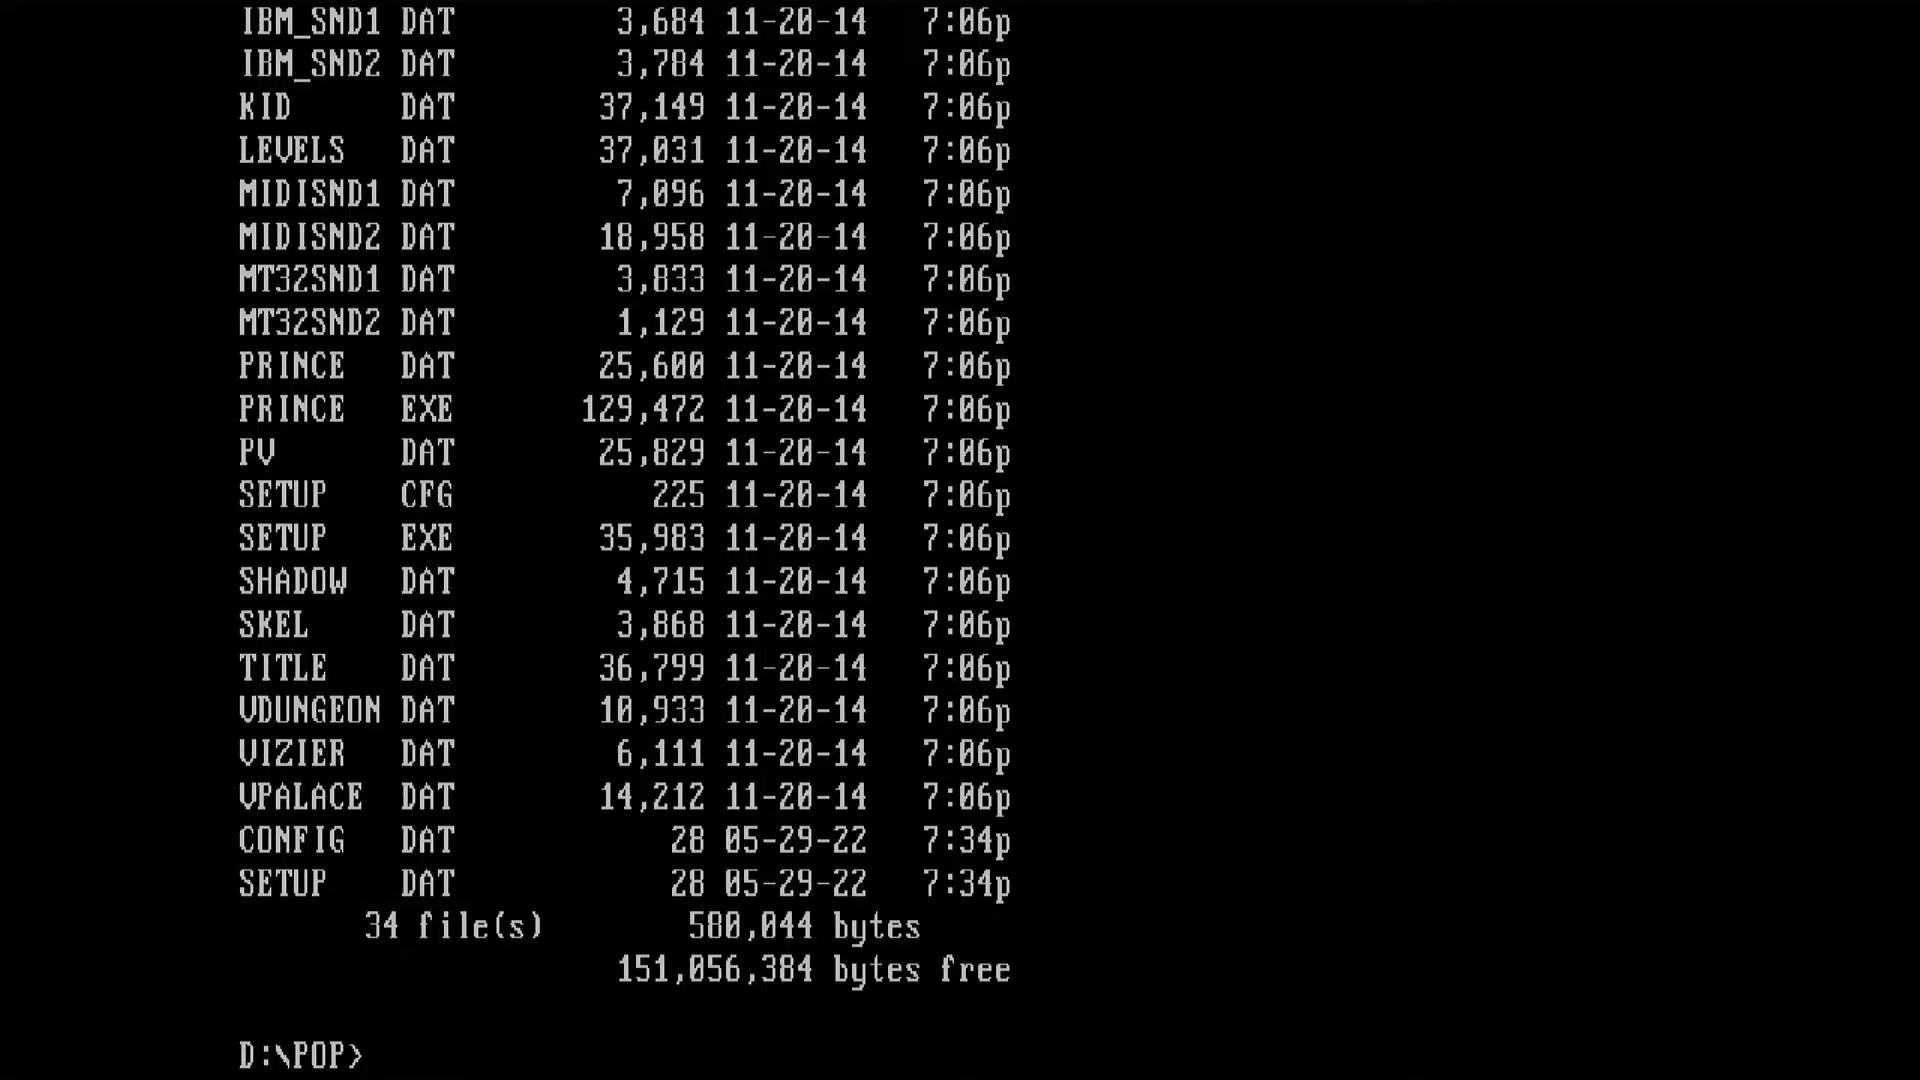 IBM_SND1 DAT 3,684 11-20-14 7:06p
IBM_SND2 DAT 3,784 11-20-14 7:06p
KID DAT 37,149 11-20-14 7:06p
LEVELS DAT 37,031 11-20-14 7:06p
MIDISND1 DAT 7,096 11-20-14 7:06p
MIDISND2 DAT 18,958 11-20-14 7:06p
MT32SND1 DAT 3,833 11-20-14 7:06p
MT32SND2 DAT 1,129 11-20-14 7:06p
PRINCE DAT 25,600 11-20-14 7:06p
PRINCE EXE 129,472 11-20-14 7:06p
PV DAT 25,829 11-20-14 7:06p
SETUP CFG 225 11-20-14 7:06p
SETUP EXE 35,983 11-20-14 7:06p
SHADOW DAT 4,715 11-20-14 7:06p
SKEL DAT 3,868 11-20-14 7:06p
TITLE DAT 36,799 11-20-14 7:06p
VDUNGEON DAT 10,933 11-20-14 7:06p
VIZIER DAT 6,111 11-20-14 7:06p
VPALACE DAT 14,212 11-20-14 7:06p
CONFIG DAT 28 05-29-22 7:34p
SETUP DAT 28 05-29-22 7:34p
34 file(s) 580,044 bytes
151,056,384 bytes free
D:\POP>